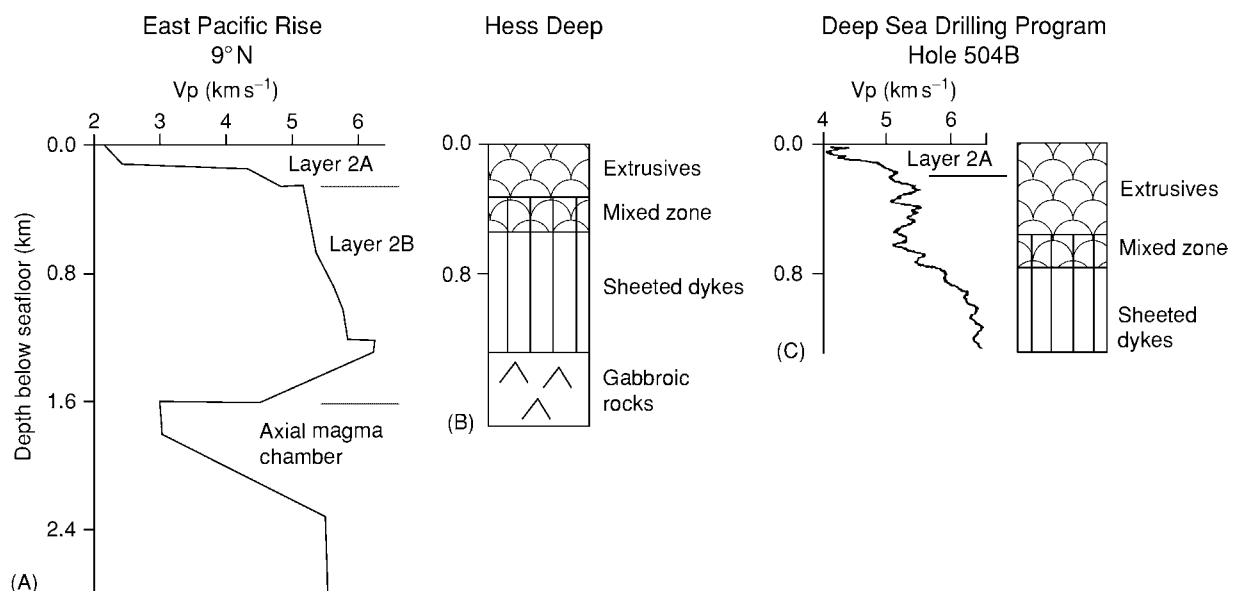 East Pacific Rise
9° N
Vp (km s⁻¹)
2 3 4 5 6
0.0
0.8
1.6
2.4
Depth below seafloor (km)
Layer 2A
Layer 2B
Axial magma
chamber
(A)
Hess Deep
0.0
0.8
Extrusives
Mixed zone
Sheeted dykes
Gabbroic
rocks
(B)
Deep Sea Drilling Program
Hole 504B
Vp (km s⁻¹)
4 5 6
0.0
0.8
Layer 2A
(C)
Extrusives
Mixed zone
Sheeted
dykes